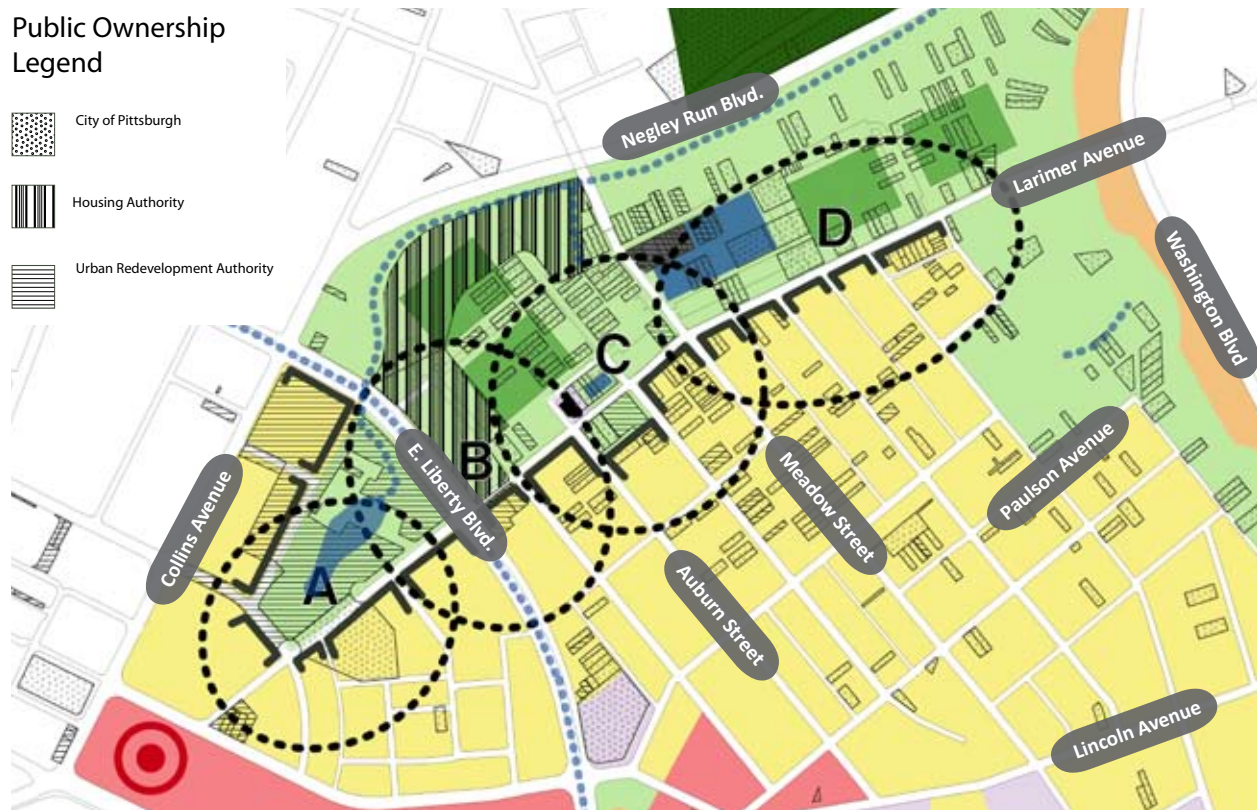 Public Ownership
Legend
City of Pittsburgh
Housing Authority
Urban Redevelopment Authority
Negley Run Blvd.
Larimer Avenue
Washington Blvd
D
C
B
A
E. Liberty Blvd.
Collins Avenue
Meadow Street
Paulson Avenue
Auburn Street
Lincoln Avenue